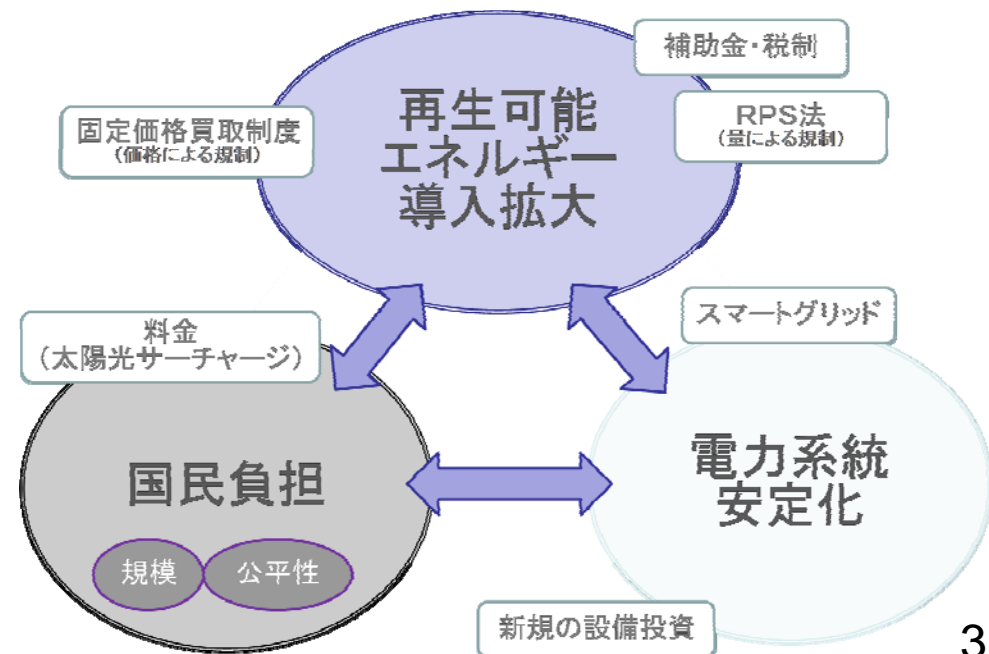 補助金・税制
再生可能
エネルギー
導入拡大
固定価格買取制度
（価格による規制）
RPS法
（量による規制）
料金
（太陽光サーチャージ）
スマートグリッド
国民負担
規模
公平性
電力系統
安定化
新規の設備投資
3